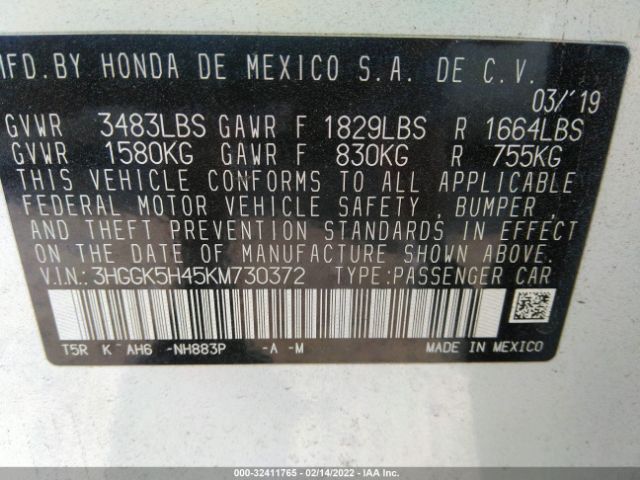 MFD.BY HONDA DE MEXICO S.A. DE C.V.
03/'19
GVWR 3483LBS GAWR F 1829LBS R 1664LBS
GVWR 1580KG GAWR F 830KG R 755KG
THIS VEHICLE CONFORMS TO ALL APPLICABLE
FEDERAL MOTOR VEHICLE SAFETY , BUMPER ,
AND THEFT PREVENTION STANDARDS IN EFFECT
ON THE DATE OF MANUFACTURE SHOWN ABOVE.
V.I.N.:3HGGK5H45KM730372 TYPE:PASSENGER CAR
T5R K AH6 -NH883P -A -M MADE IN MEXICO
000-32411765 - 02/14/2022 - IAA Inc.